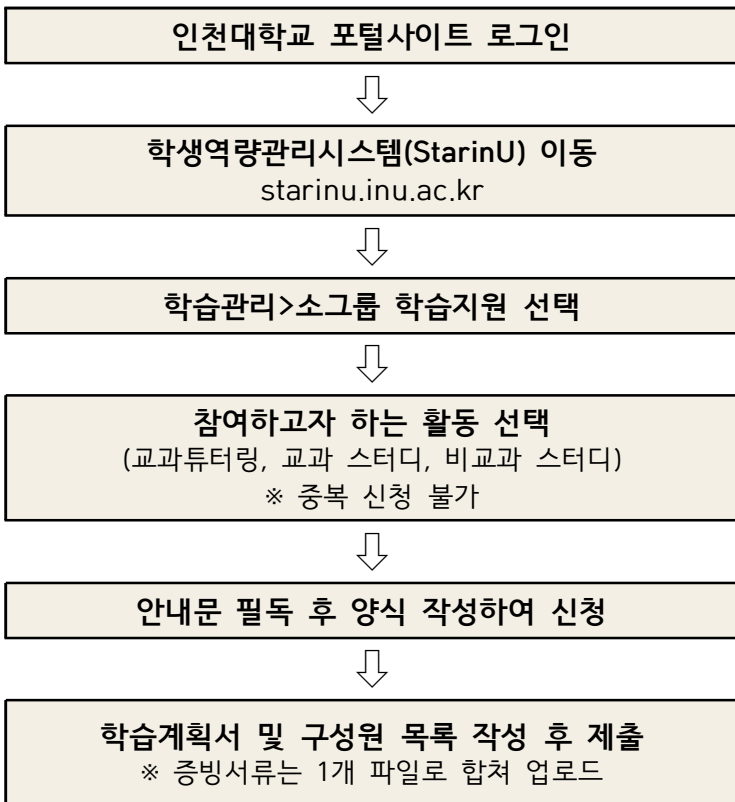 인천대학교 포털사이트 로그인
학생역량관리시스템(StarinU) 이동
starinu.inu.ac.kr
학습관리>소그룹 학습지원 선택
참여하고자 하는 활동 선택
(교과튜터링, 교과 스터디, 비교과 스터디)
※ 중복 신청 불가
안내문 필독 후 양식 작성하여 신청
학습계획서 및 구성원 목록 작성 후 제출
※ 증빙서류는 1개 파일로 합쳐 업로드